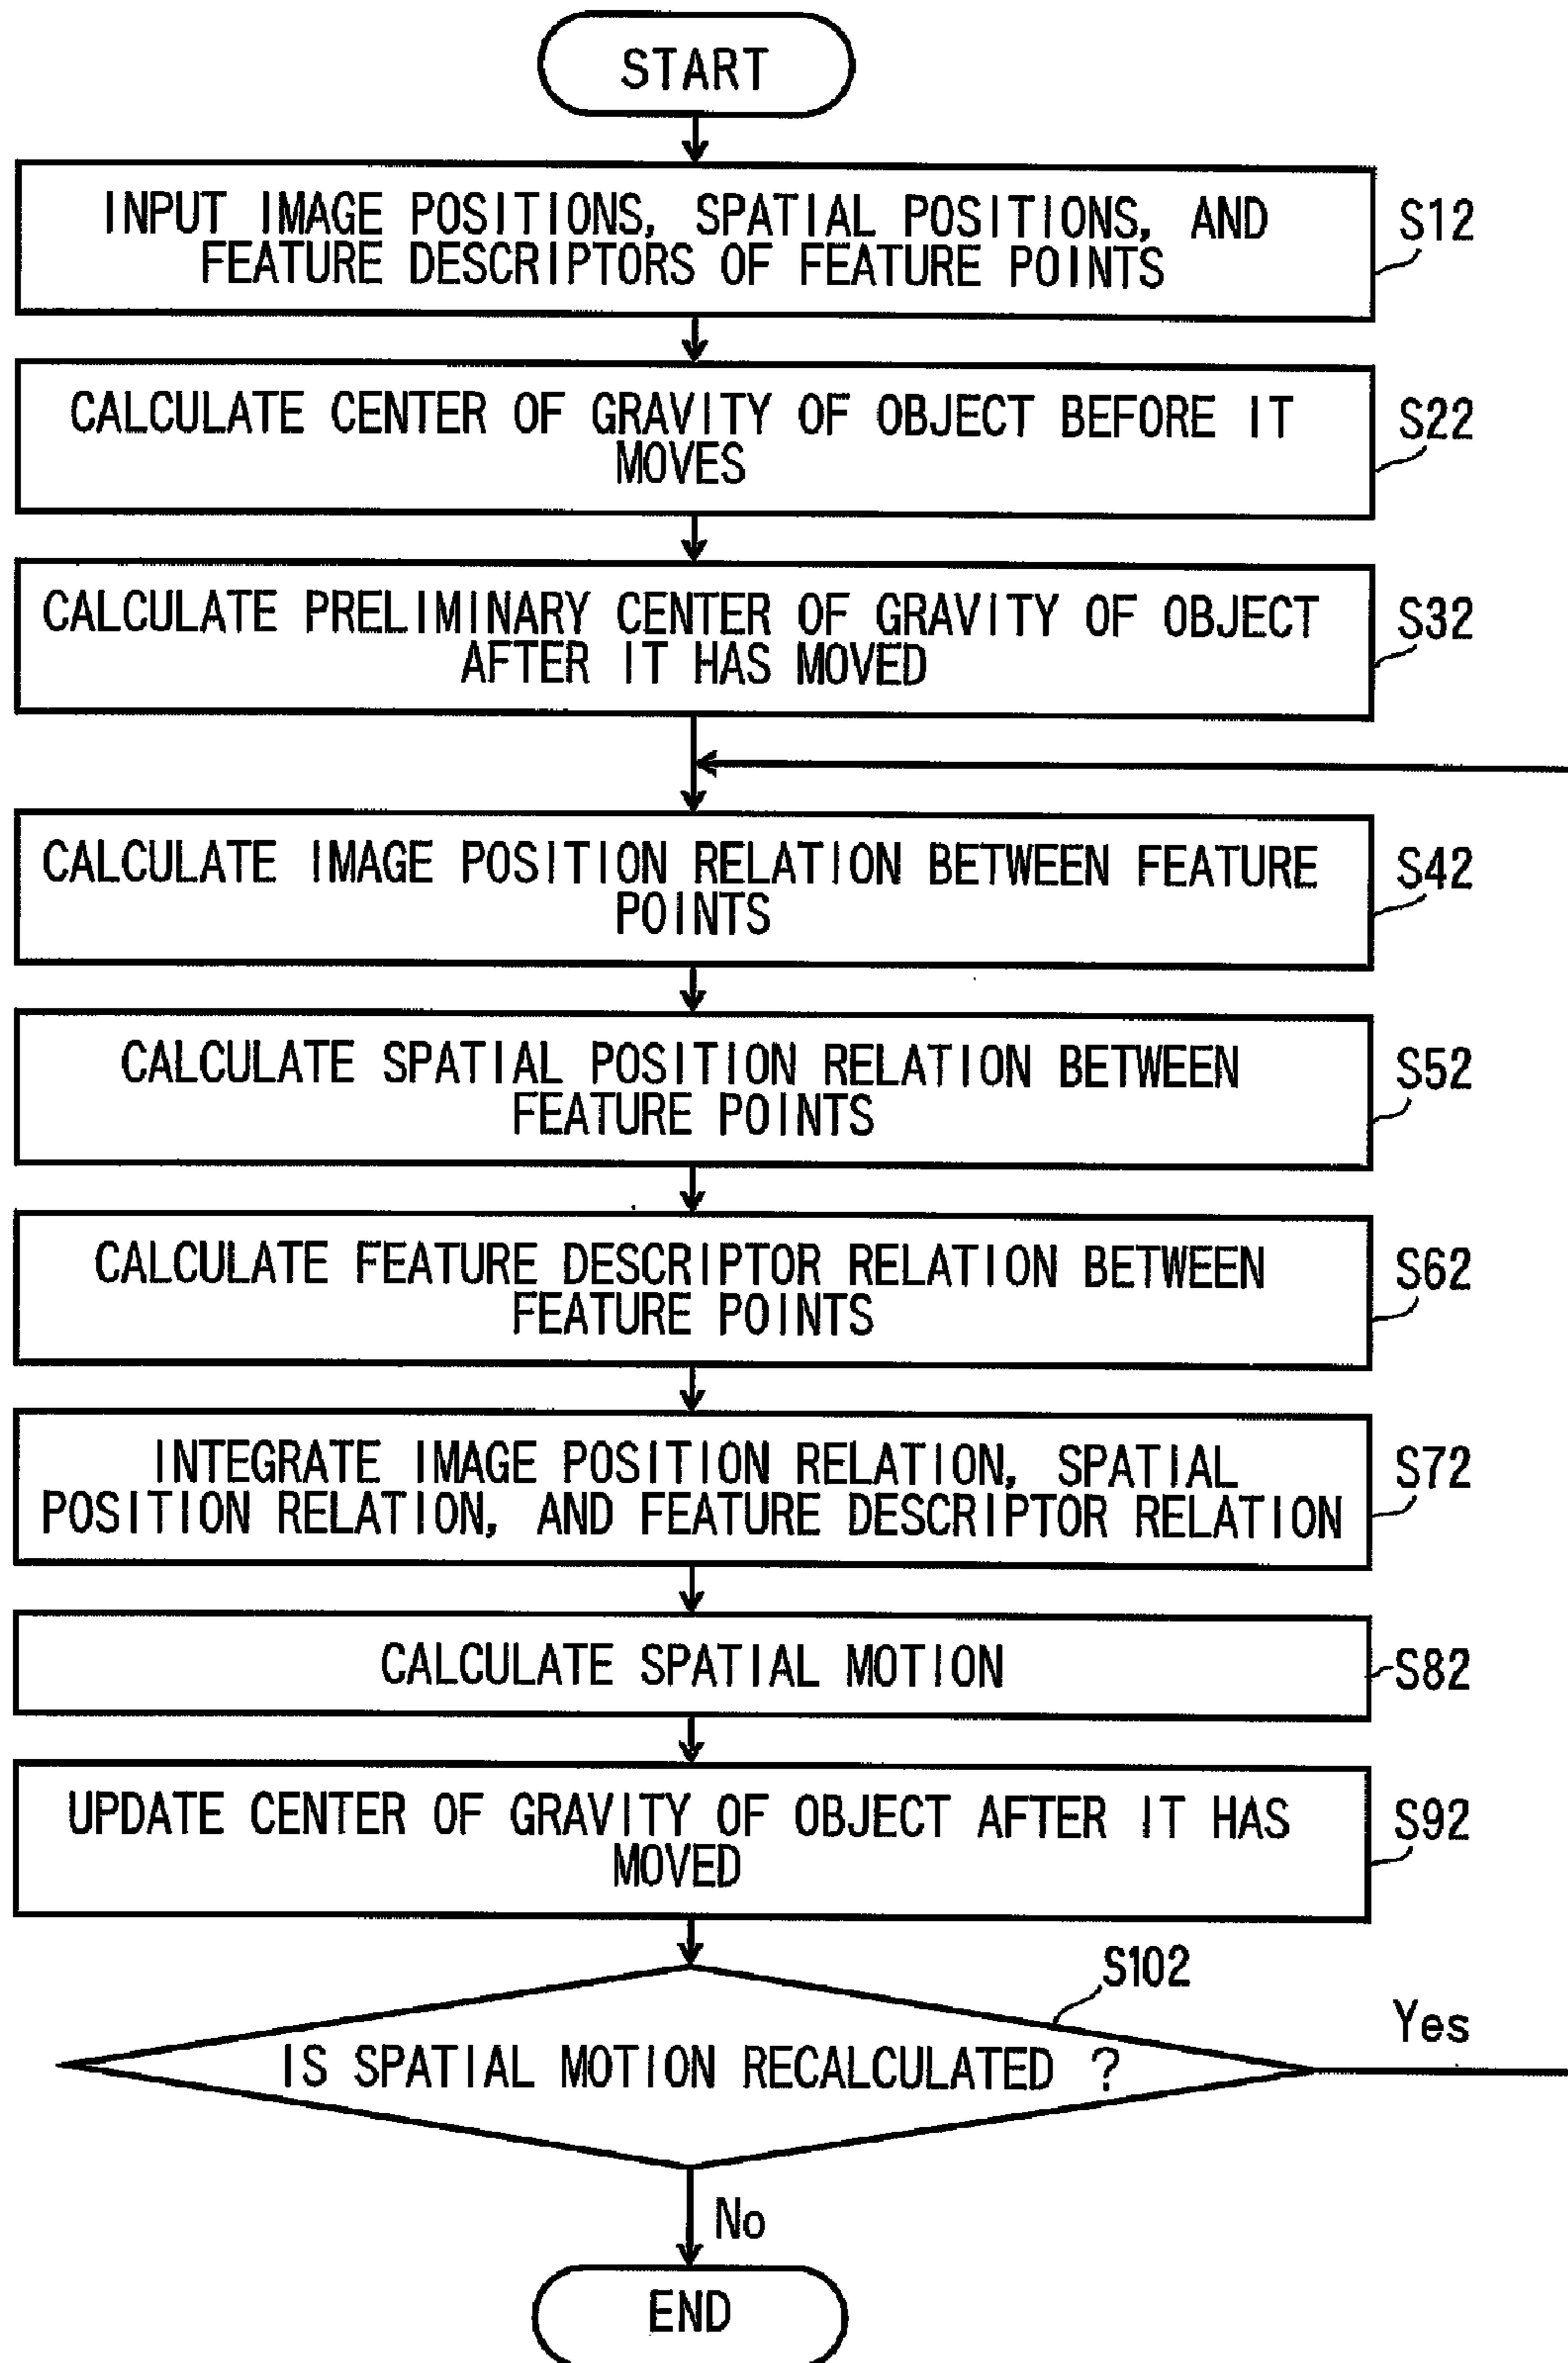 START
INPUT IMAGE POSITIONS, SPATIAL POSITIONS, AND
FEATURE DESCRIPTORS OF FEATURE POINTS
S12
CALCULATE CENTER OF GRAVITY OF OBJECT BEFORE IT
MOVES
S22
CALCULATE PRELIMINARY CENTER OF GRAVITY OF OBJECT
AFTER IT HAS MOVED
S32
CALCULATE IMAGE POSITION RELATION BETWEEN FEATURE
POINTS
S42
CALCULATE SPATIAL POSITION RELATION BETWEEN
FEATURE POINTS
S52
CALCULATE FEATURE DESCRIPTOR RELATION BETWEEN
FEATURE POINTS
S62
INTEGRATE IMAGE POSITION RELATION, SPATIAL
POSITION RELATION, AND FEATURE DESCRIPTOR RELATION
S72
CALCULATE SPATIAL MOTION
S82
UPDATE CENTER OF GRAVITY OF OBJECT AFTER IT HAS
MOVED
S92
S102
IS SPATIAL MOTION RECALCULATED ?
Yes
No
END